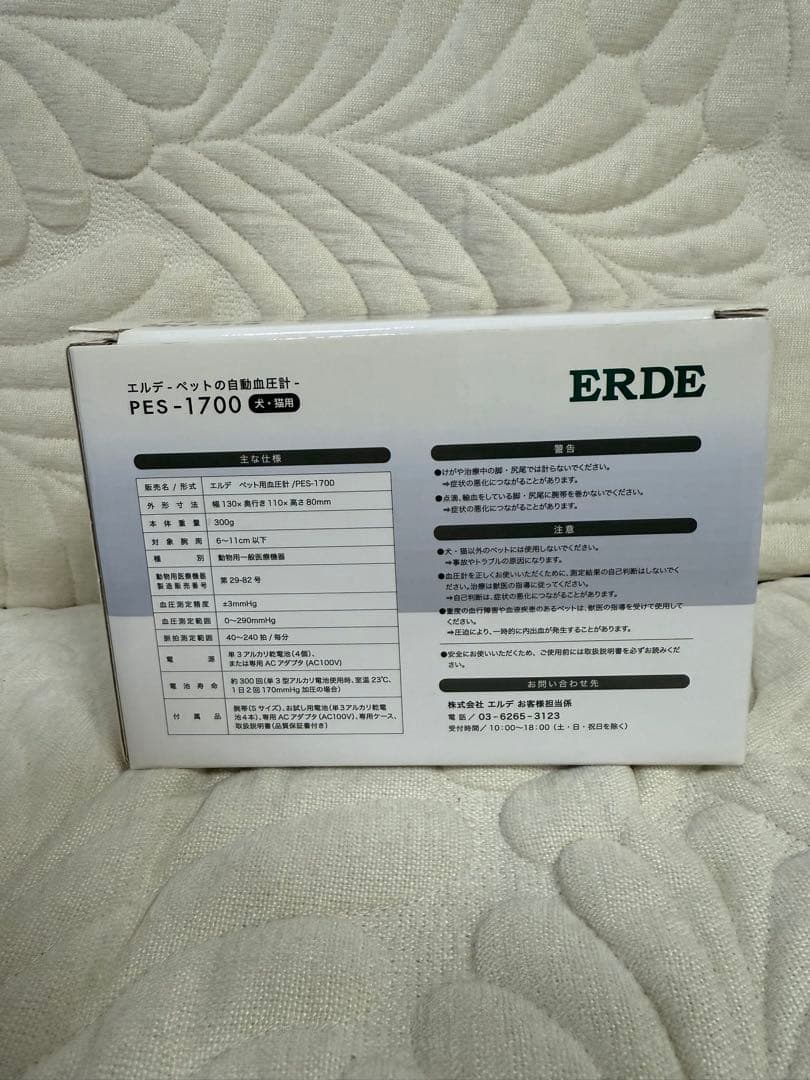 エルデ - ペットの自動血圧計 -
PES-1700 犬・猫用
ERDE
主な仕様
販売名 / 形式 エルデ ペット用血圧計 /PES-1700
外形寸法 幅130×奥行き110×高さ80mm
本体重量 300g
対象腕周 6～11cm以下
種別 動物用一般医療機器
動物用医療機器
製造販売番号 第29-82号
血圧測定精度 ±3mmHg
血圧測定範囲 0～290mmHg
脈拍測定範囲 40～240拍/毎分
電源 単3アルカリ乾電池(4個)、
または専用ACアダプタ(AC100V)
電池寿命 約300回(単3型アルカリ電池使用時、室温23℃、
1日2回170mmHg加圧の場合)
付属品 腕帯(Sサイズ)、お試し用電池(単3アルカリ乾電
池4本)、専用ACアダプタ(AC100V)、専用ケース、
取扱説明書(品質保証書付き)
警告
●けがや治療中の脚・尻尾では計らないでください。
⇒症状の悪化につながることがあります。
●点滴、輸血をしている脚・尻尾に腕帯を巻かないでください。
⇒症状の悪化につながることがあります。
注意
●犬・猫以外のペットには使用しないでください。
⇒事故やトラブルの原因になります。
●血圧計を正しくお使いいただくために、測定結果の自己判断はしないでく
ださい。治療は獣医の指導に従ってください。
⇒自己判断は、症状の悪化につながることがあります。
●重度の血行障害や血液疾患のあるペットは、獣医の指導を受けて使用して
ください。
⇒圧迫により、一時的に内出血が発生することがあります。
●安全にお使いいただくため、ご使用前には取扱説明書を必ずお読みくだ
さい。
お問い合わせ先
株式会社 エルデ お客様担当係
電話／ 03-6265-3123
受付時間／ 10:00～18:00（土・日・祝日を除く）